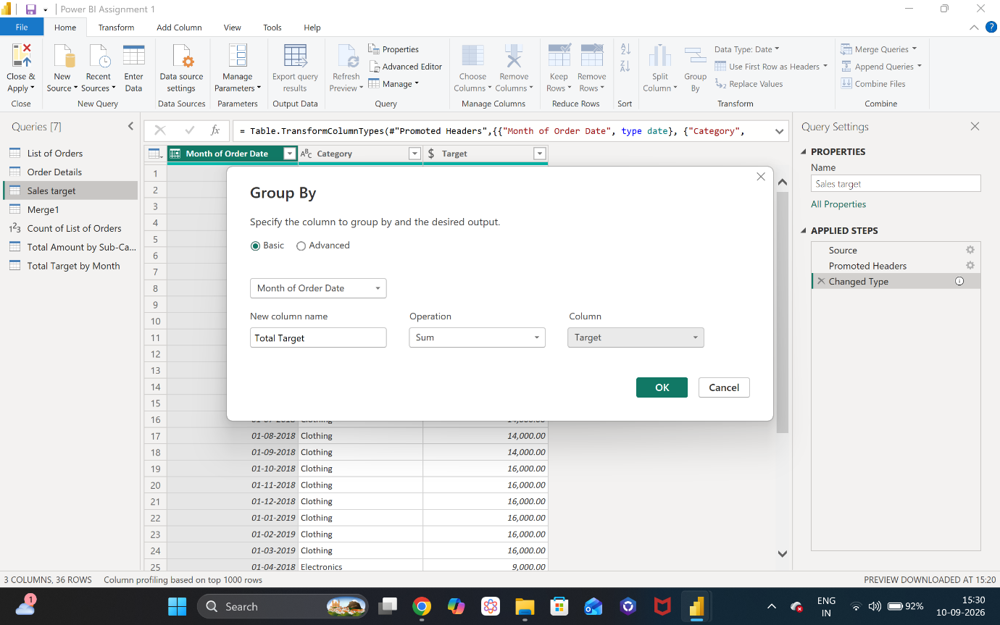 Power BI Assignment 1
File Home Transform Add Column View Tools Help
Close & Apply
New Source
Recent Sources
Enter Data
Data source settings
Manage Parameters
Export query results
Refresh Preview
Properties
Advanced Editor
Manage
Choose Columns
Remove Columns
Keep Rows
Remove Rows
A Z
Z A
Split Column
Group By
Data Type: Date
Use First Row as Headers
1 2 Replace Values
Merge Queries
Append Queries
Combine Files
Close New Query Data Sources Parameters Output Data Query Manage Columns Reduce Rows Sort Transform Combine
Queries [7]
List of Orders
Order Details
Sales target
Merge1
123 Count of List of Orders
Total Amount by Sub-Ca...
Total Target by Month
fx = Table.TransformColumnTypes(#"Promoted Headers",{{"Month of Order Date", type date}, {"Category",
Month of Order Date ABC Category $ Target
1
2
3
4
5
6
7
8
9
10
11
12
13
14
15
16
17 01-08-2018 Clothing 14,000.00
18 01-09-2018 Clothing 14,000.00
19 01-10-2018 Clothing 16,000.00
20 01-11-2018 Clothing 16,000.00
21 01-12-2018 Clothing 16,000.00
22 01-01-2019 Clothing 16,000.00
23 01-02-2019 Clothing 16,000.00
24 01-03-2019 Clothing 16,000.00
25 01-04-2018 Electronics 9,000.00
Group By
Specify the column to group by and the desired output.
Basic Advanced
Month of Order Date
New column name Operation Column
Total Target Sum Target
OK Cancel
Query Settings
PROPERTIES
Name
Sales target
All Properties
APPLIED STEPS
Source
Promoted Headers
Changed Type
3 COLUMNS, 36 ROWS Column profiling based on top 1000 rows PREVIEW DOWNLOADED AT 15:20
1
Search
ENG
IN
92%
15:30
10-09-2026